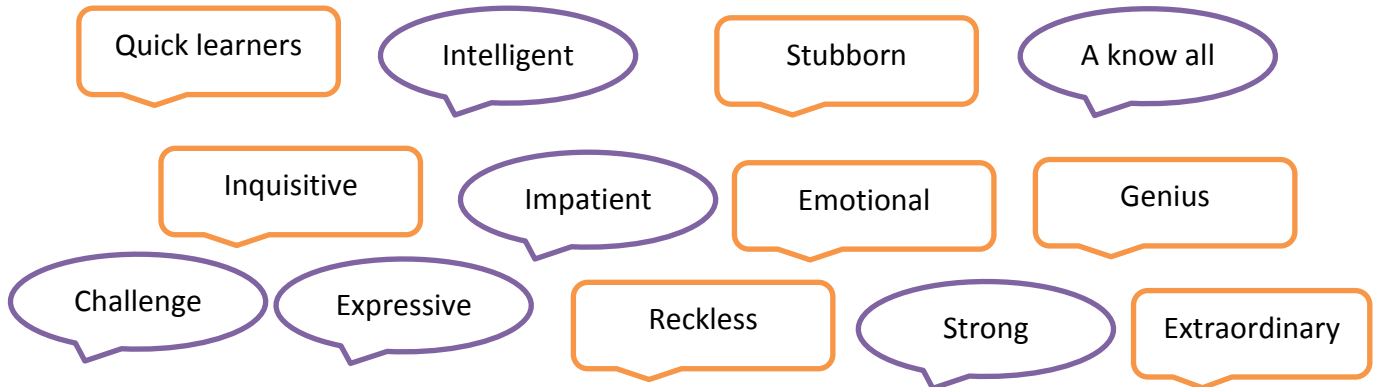 Quick learners
Intelligent
Stubborn
A know all
Inquisitive
Impatient
Emotional
Genius
Challenge
Expressive
Reckless
Strong
Extraordinary